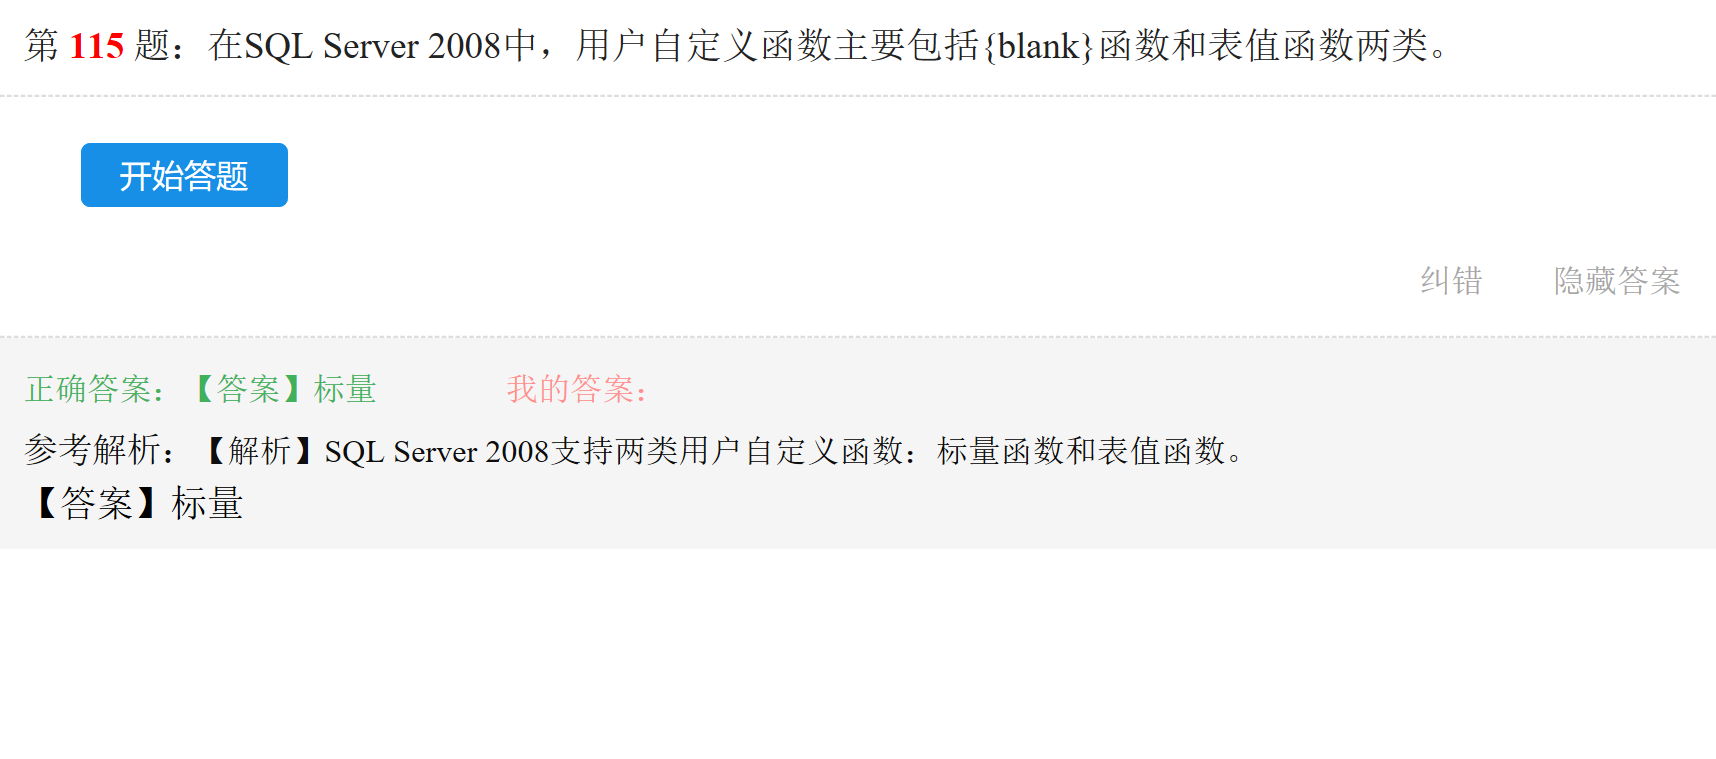 第 115 题：在SQL Server 2008中，用户自定义函数主要包括{blank}函数和表值函数两类。
开始答题
纠错 隐藏答案
正确答案：【答案】标量 我的答案：
参考解析：【解析】SQL Server 2008支持两类用户自定义函数：标量函数和表值函数。
【答案】标量